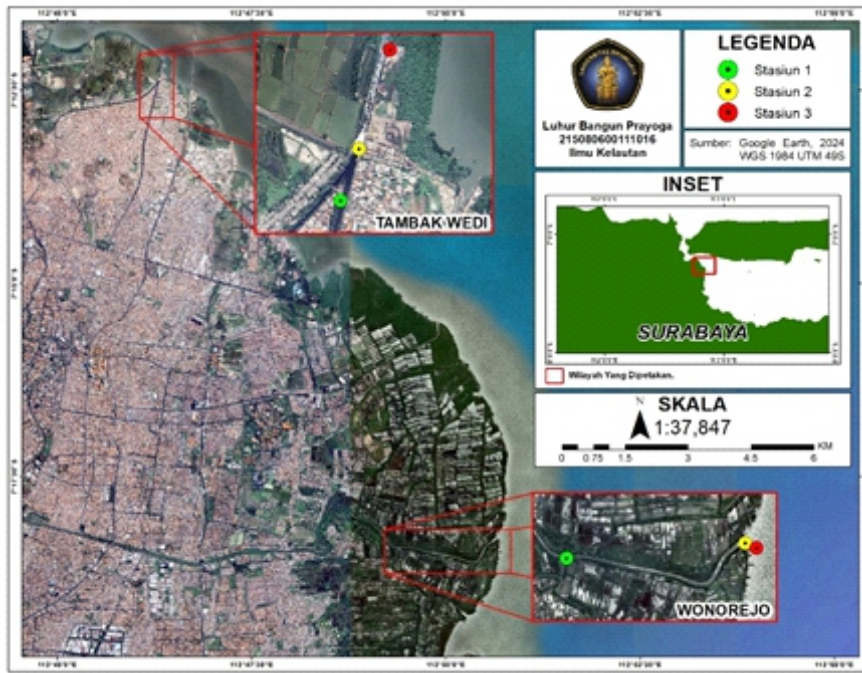 TAMBAK WEDI
WONOREJO
Luhur Bangun Prayoga
215080600111016
Ilmu Kelautan
LEGENDA
Stasiun 1
Stasiun 2
Stasiun 3
Sumber: Google Earth, 2024
WGS 1984 UTM 49S
INSET
SURABAYA
Wilayah Yang Dipetakan.
N
SKALA
1:37,847
KM
0 0.75 1.5 3 4.5 6